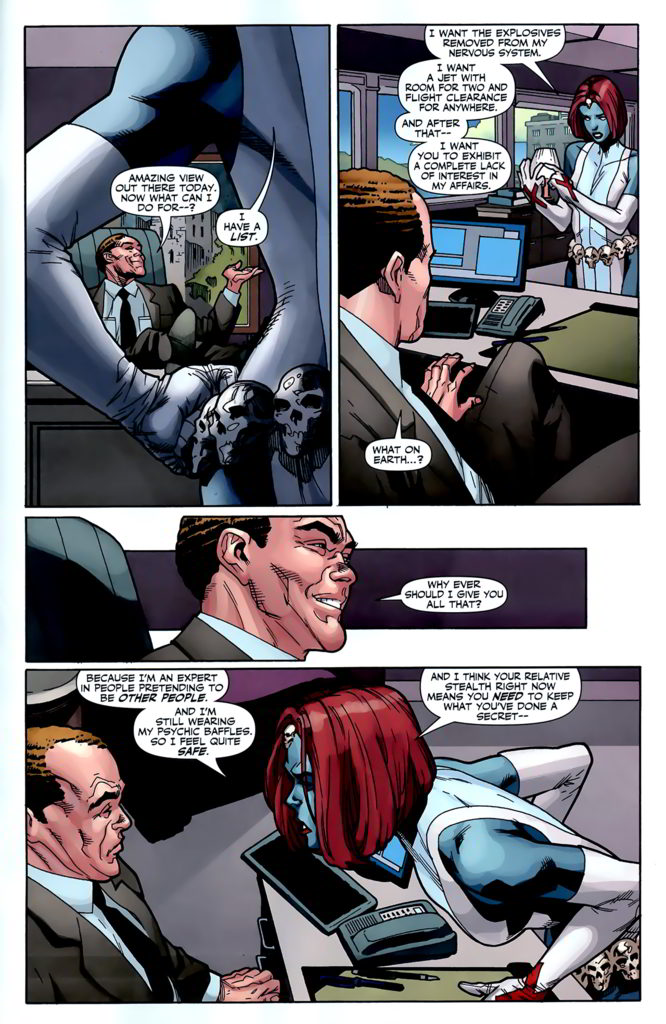 AMAZING VIEW
OUT THERE TODAY.
NOW WHAT CAN I
DO FOR--?
I
HAVE A
LIST.
I WANT THE EXPLOSIVES
REMOVED FROM MY
NERVOUS SYSTEM.
I WANT
A JET WITH
ROOM FOR TWO AND
FLIGHT CLEARANCE
FOR ANYWHERE.
AND AFTER
THAT--
I WANT
YOU TO EXHIBIT
A COMPLETE LACK
OF INTEREST IN
MY AFFAIRS.
WHAT ON
EARTH...?
WHY EVER
SHOULD I GIVE YOU
ALL THAT?
BECAUSE I'M AN EXPERT
IN PEOPLE PRETENDING TO
BE OTHER PEOPLE.
AND I'M
STILL WEARING
MY PSYCHIC BAFFLES.
SO I FEEL QUITE
SAFE.
AND I THINK YOUR RELATIVE
STEALTH RIGHT NOW
MEANS YOU NEED TO KEEP
WHAT YOU'VE DONE A
SECRET--